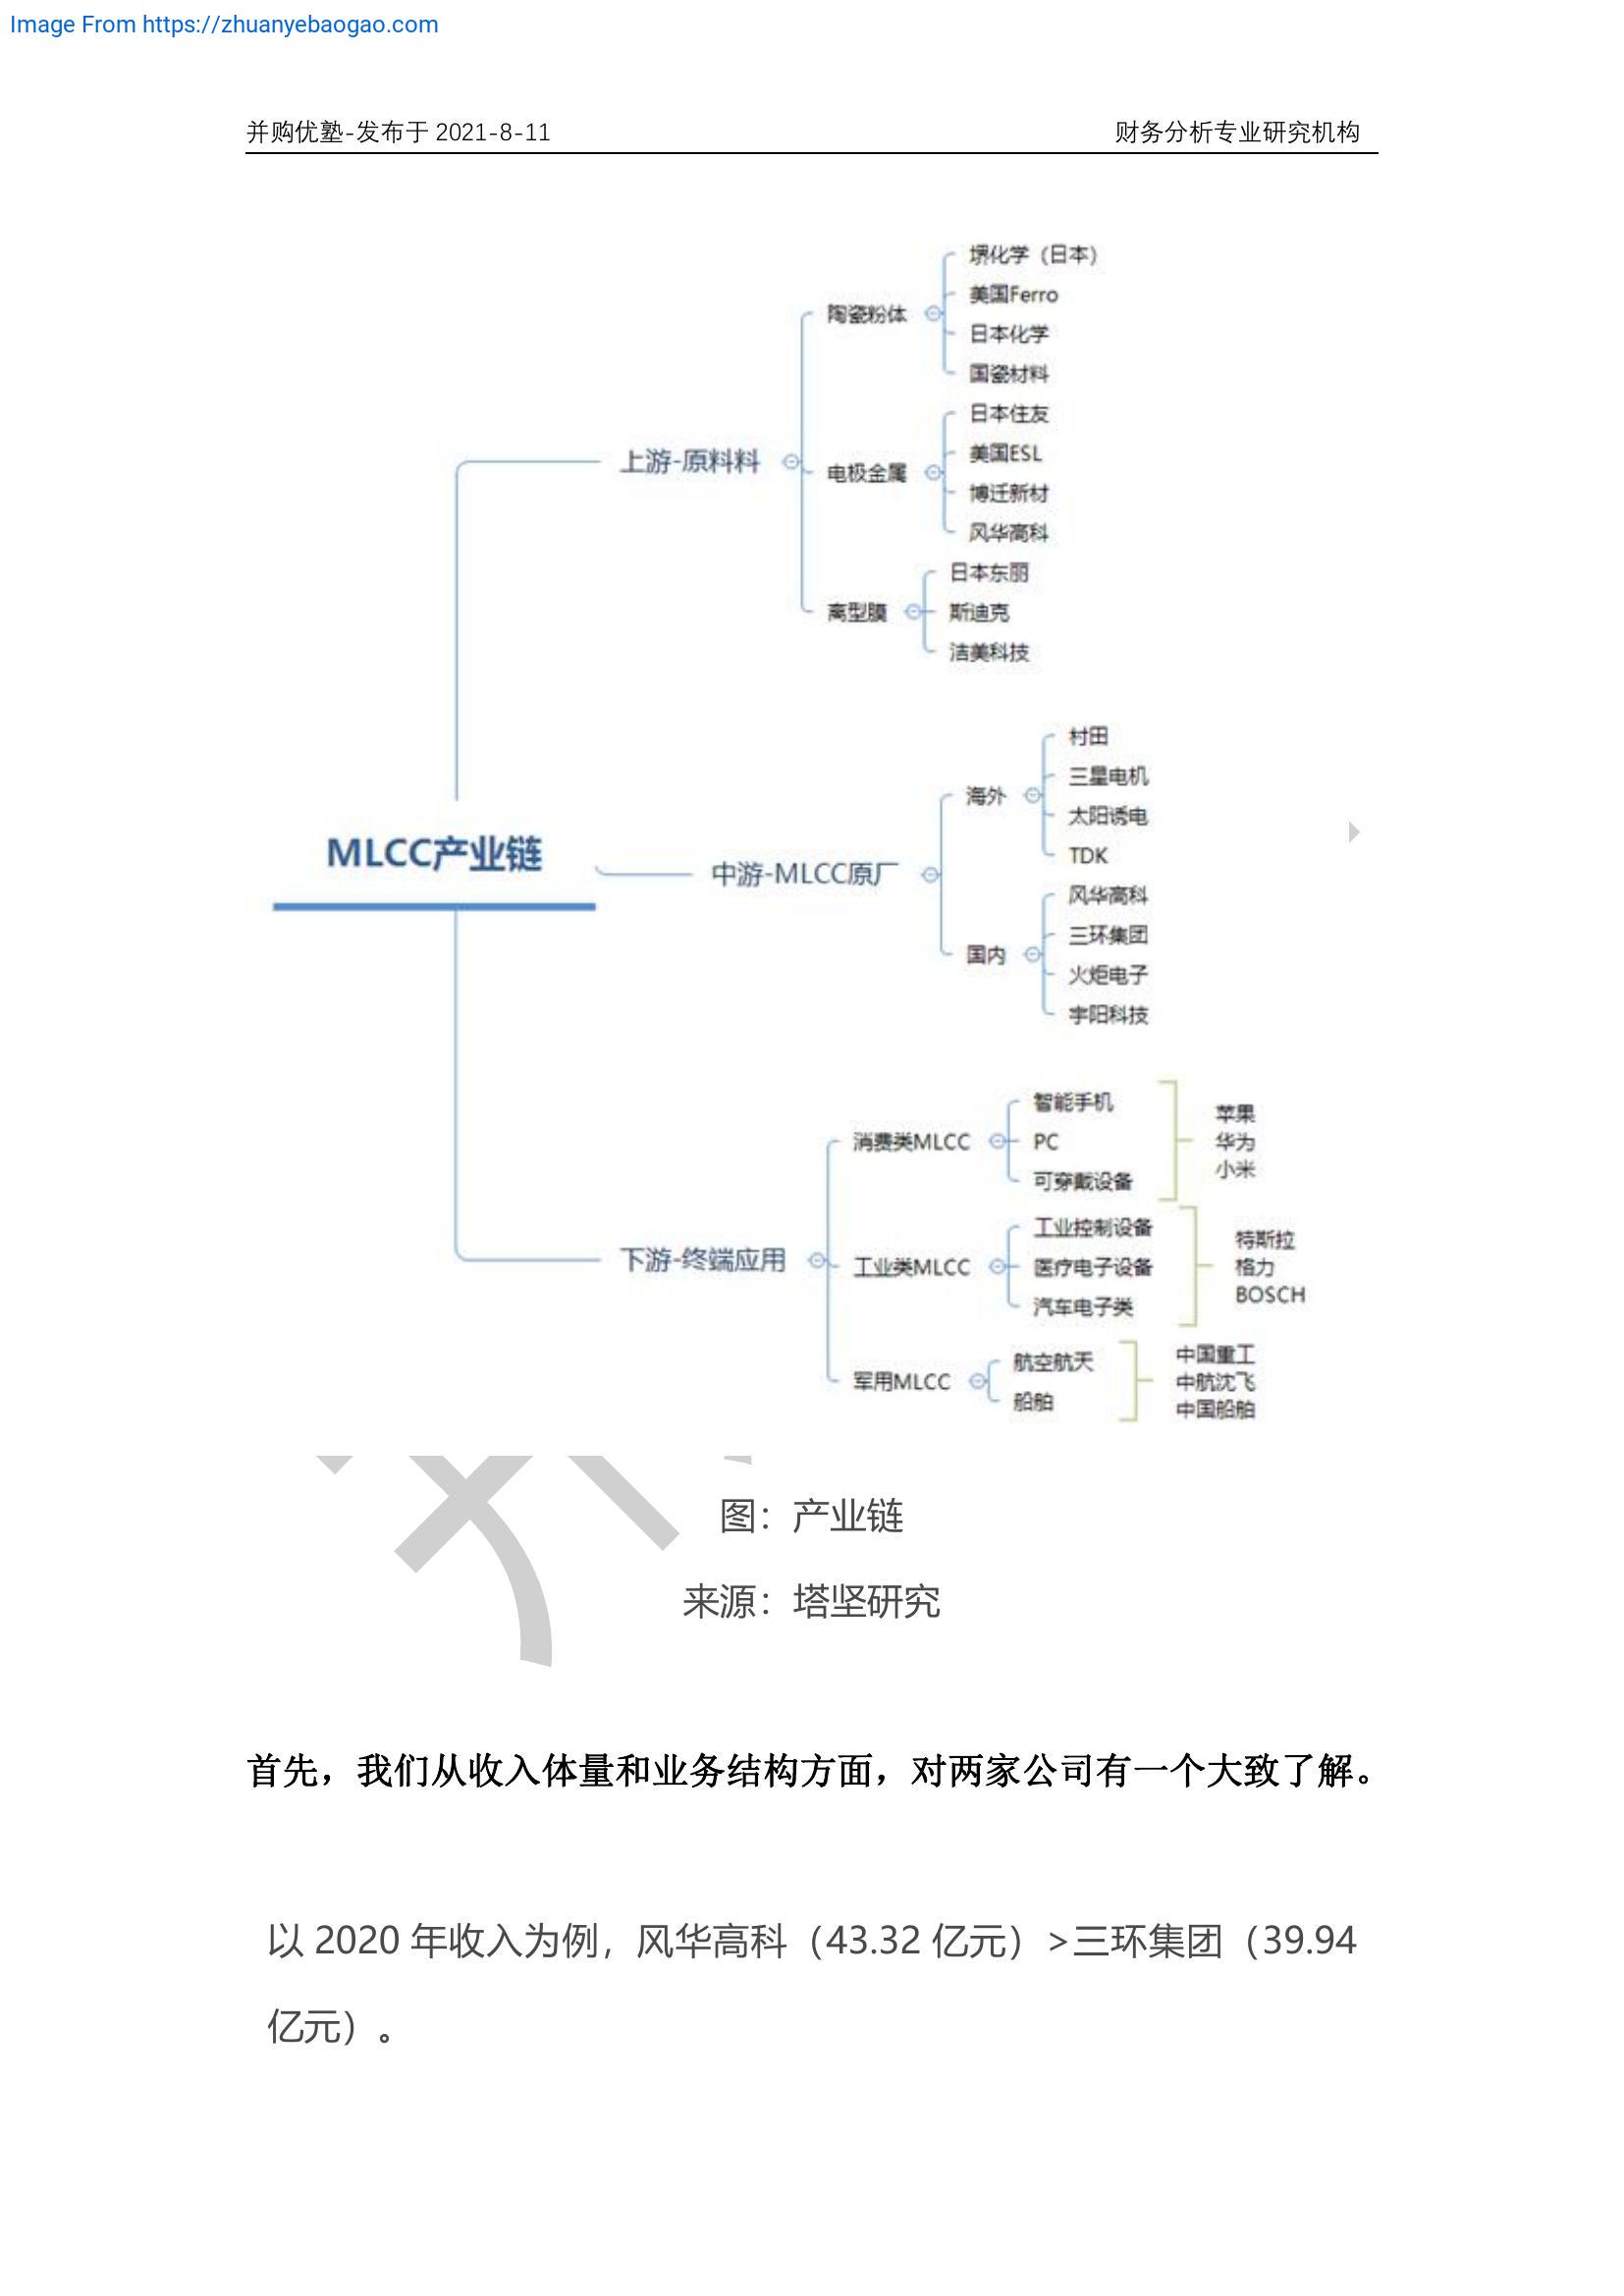 Image From https://zhuanyebaogao.com
并购优塾-发布于 2021-8-11
财务分析专业研究机构
MLCC产业链
上游-原料料
陶瓷粉体
堺化学（日本）
美国Ferro
日本化学
国瓷材料
电极金属
日本住友
美国ESL
博迁新材
风华高科
离型膜
日本东丽
斯迪克
洁美科技
中游-MLCC原厂
海外
村田
三星电机
太阳诱电
TDK
国内
风华高科
三环集团
火炬电子
宇阳科技
下游-终端应用
消费类MLCC
智能手机
PC
可穿戴设备
苹果
华为
小米
工业类MLCC
工业控制设备
医疗电子设备
汽车电子类
特斯拉
格力
BOSCH
军用MLCC
航空航天
船舶
中国重工
中航沈飞
中国船舶
图：产业链
来源：塔坚研究
首先，我们从收入体量和业务结构方面，对两家公司有一个大致了解。
以 2020 年收入为例，风华高科（43.32 亿元）>三环集团（39.94
亿元）。